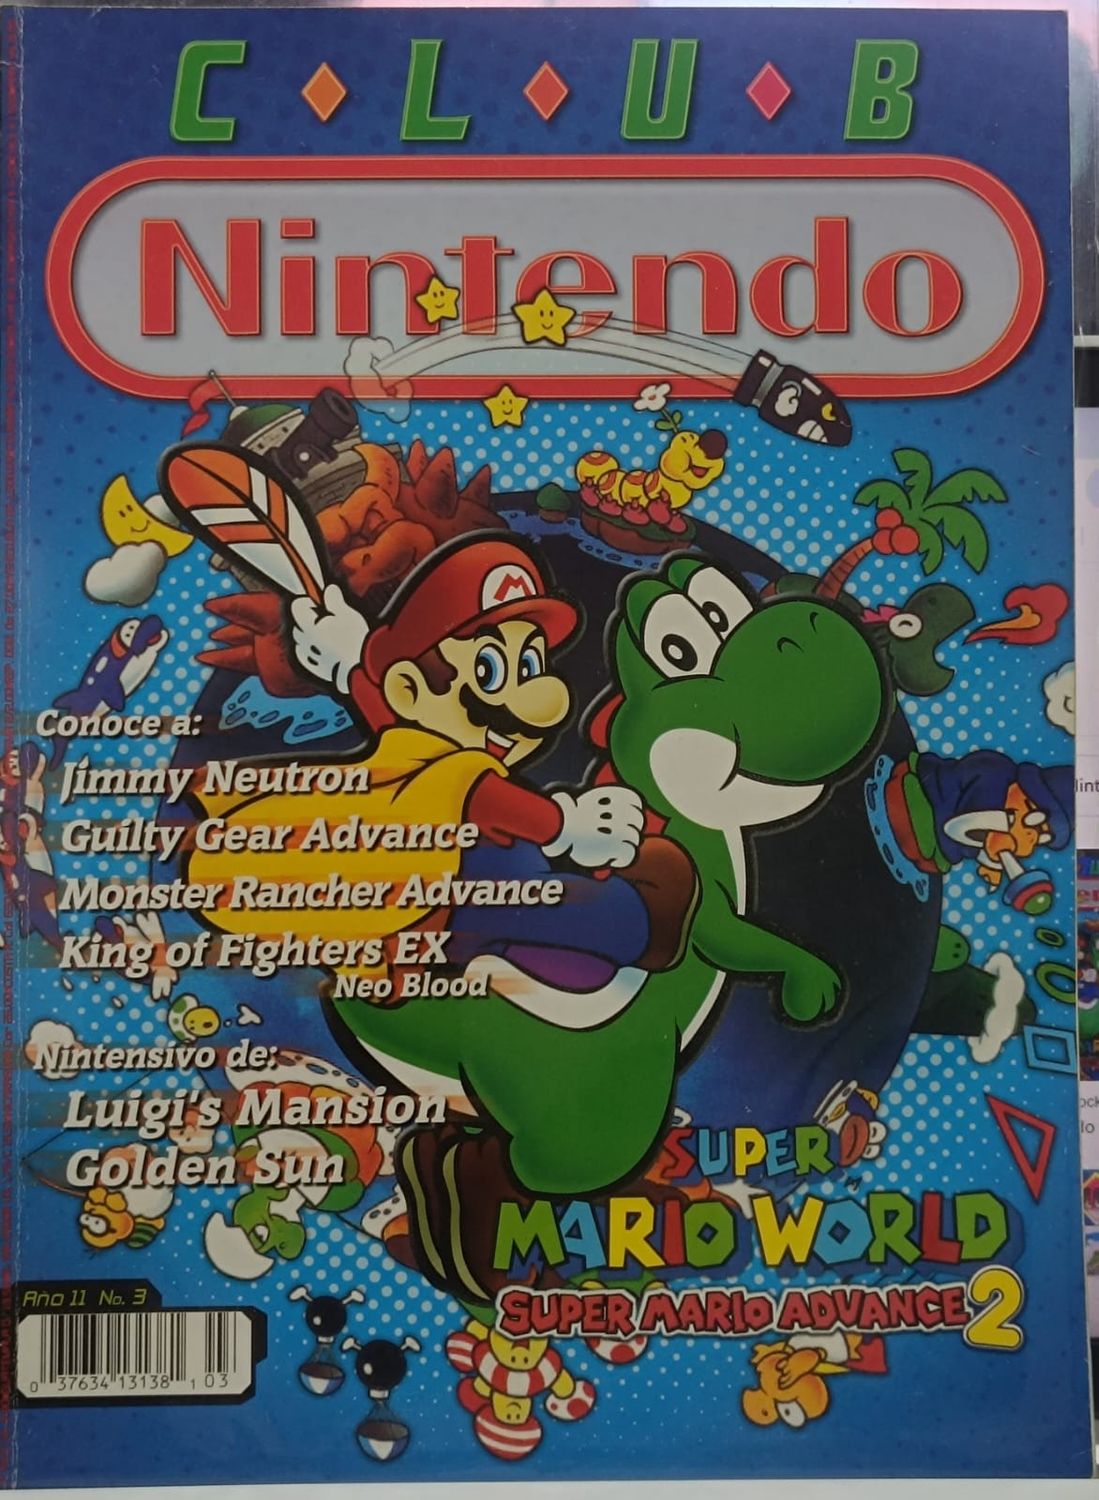 CLUB
Nintendo
Conoce a:
Jimmy Neutron
Guilty Gear Advance
Monster Rancher Advance
King of Fighters EX
Neo Blood
Nintensivo de:
Luigi's Mansion
Golden Sun
SUPER
MARIO WORLD
SUPER MARIO ADVANCE 2
Año 11 No. 3
0 37634 13138 1 03